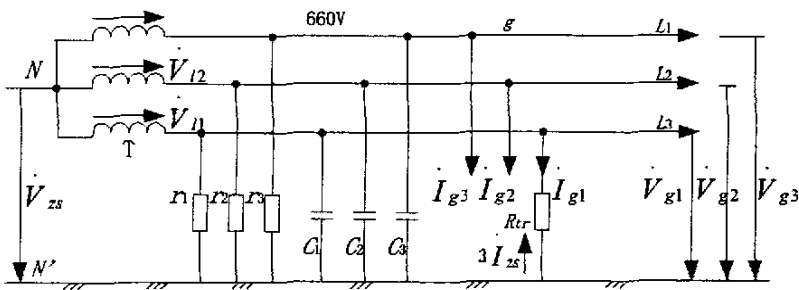 660V
g
L1
N
V̇l2
L2
V̇l1
L3
T
V̇zs
r1 r2 r3
C1 C2 C3
İg3 İg2 İg1
Rtr
3İzs
V̇g1 V̇g2 V̇g3
N'